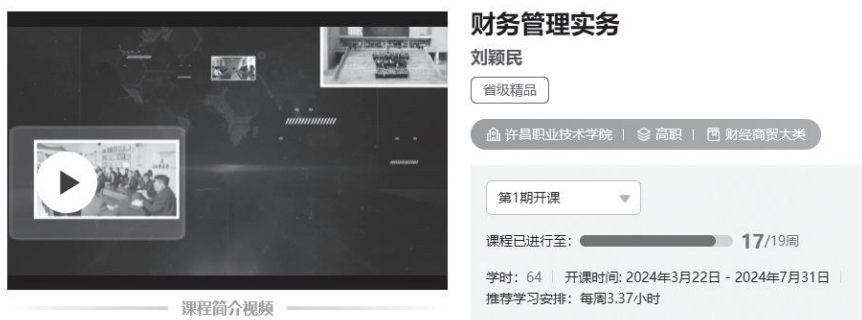 财务管理实务
刘颖民
省级精品
许昌职业技术学院 | 高职 | 财经商贸大类
第1期开课
课程已进行至： 17/19周
学时：64 | 开课时间: 2024年3月22日 - 2024年7月31日 |
推荐学习安排：每周3.37小时
课程简介视频